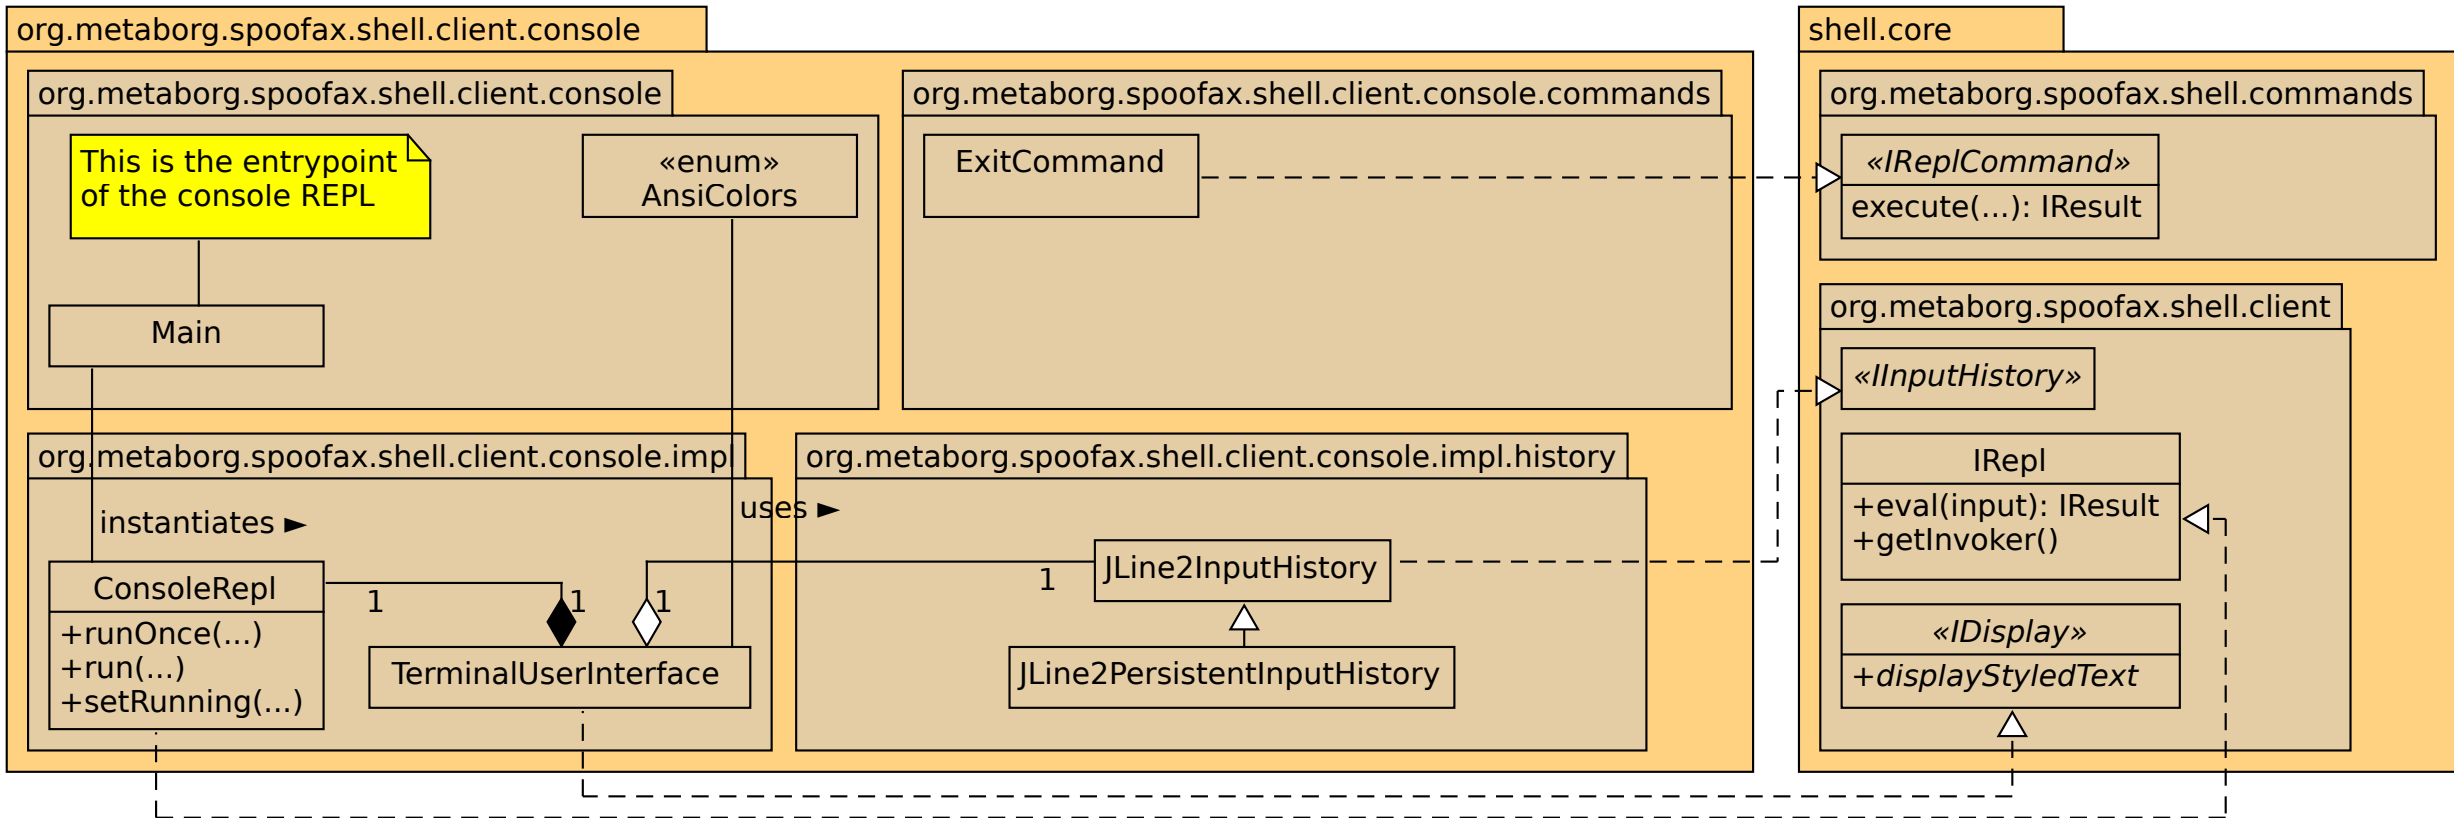 org.metaborg.spoofax.shell.client.console
org.metaborg.spoofax.shell.client.console
This is the entrypoint
of the console REPL
«enum»
AnsiColors
Main
org.metaborg.spoofax.shell.client.console.commands
ExitCommand
org.metaborg.spoofax.shell.client.console.impl
instantiates ►
uses ►
ConsoleRepl
+runOnce(...)
+run(...)
+setRunning(...)
1
1
1
1
TerminalUserInterface
org.metaborg.spoofax.shell.client.console.impl.history
JLine2InputHistory
JLine2PersistentInputHistory
shell.core
org.metaborg.spoofax.shell.commands
«IReplCommand»
execute(...): IResult
org.metaborg.spoofax.shell.client
«IInputHistory»
IRepl
+eval(input): IResult
+getInvoker()
«IDisplay»
+displayStyledText